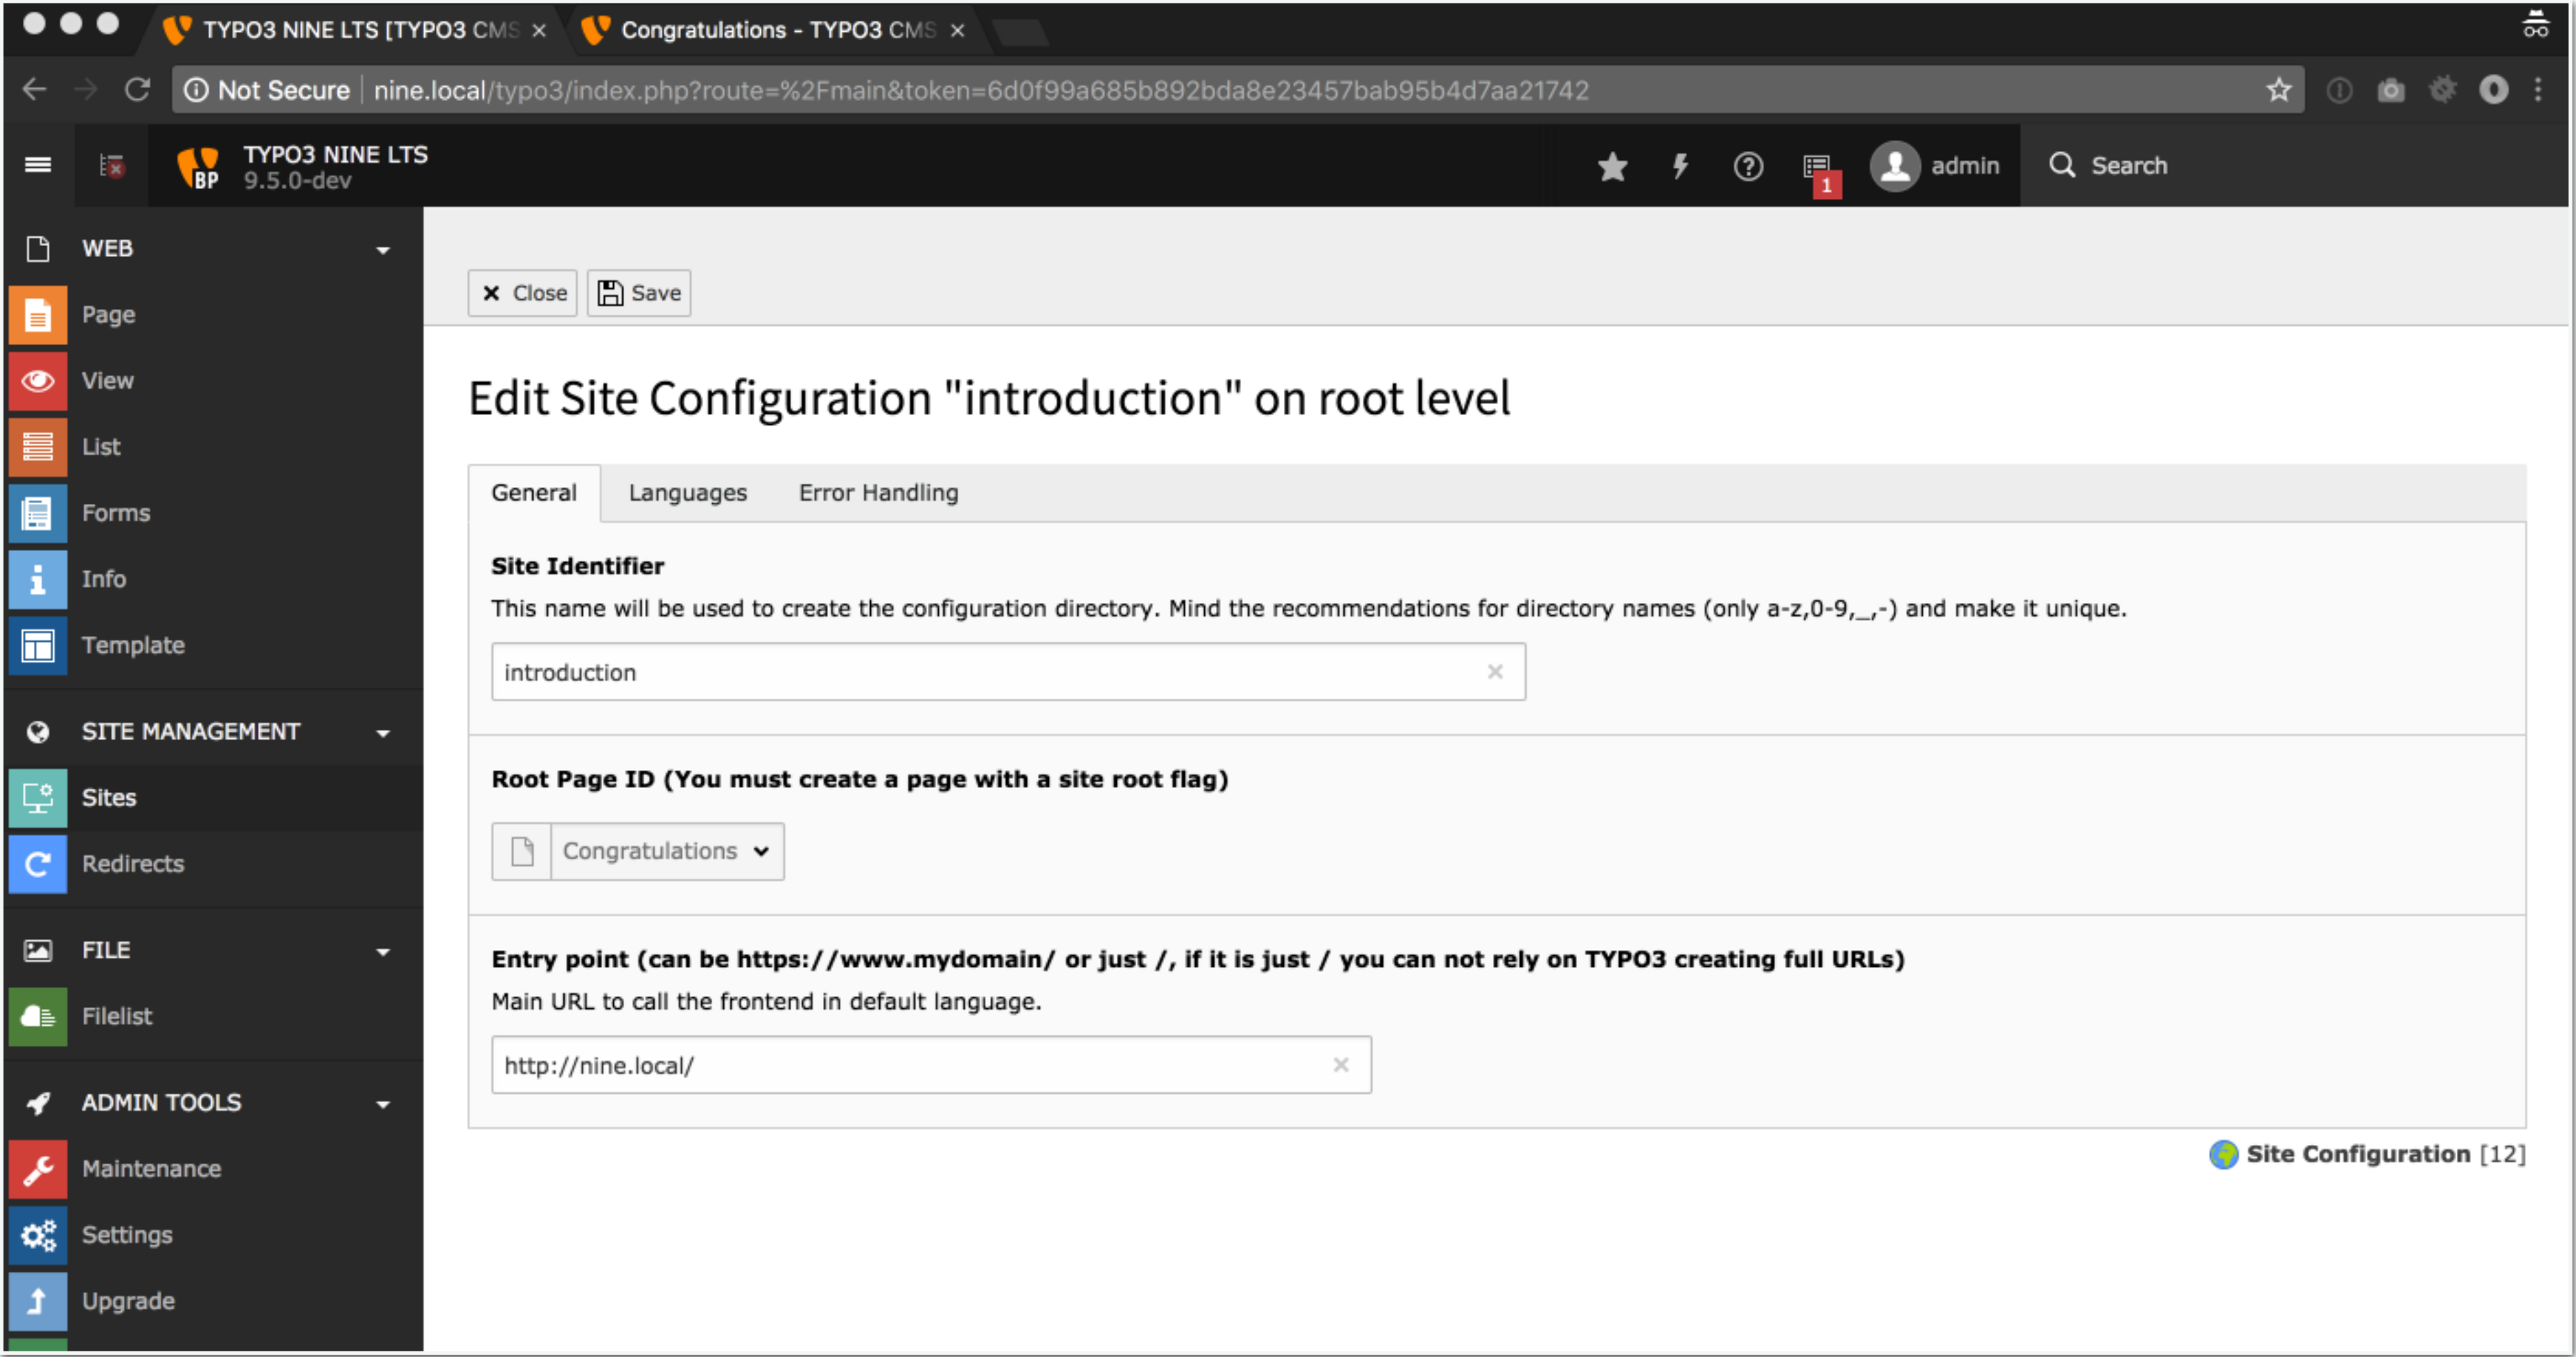 TYPO3 NINE LTS [TYPO3 CMS
Congratulations - TYPO3 CMS
Not Secure
nine.local/typo3/index.php?route=%2Fmain&token=6d0f99a685b892bda8e23457bab95b4d7aa21742
BP
TYPO3 NINE LTS
9.5.0-dev
1
admin
Search
WEB
Page
View
List
Forms
Info
Template
SITE MANAGEMENT
Sites
Redirects
FILE
Filelist
ADMIN TOOLS
Maintenance
Settings
Upgrade
Close
Save
Edit Site Configuration "introduction" on root level
General
Languages
Error Handling
Site Identifier
This name will be used to create the configuration directory. Mind the recommendations for directory names (only a-z,0-9,_,-) and make it unique.
introduction
Root Page ID (You must create a page with a site root flag)
Congratulations
Entry point (can be https://www.mydomain/ or just /, if it is just / you can not rely on TYPO3 creating full URLs)
Main URL to call the frontend in default language.
http://nine.local/
Site Configuration [12]